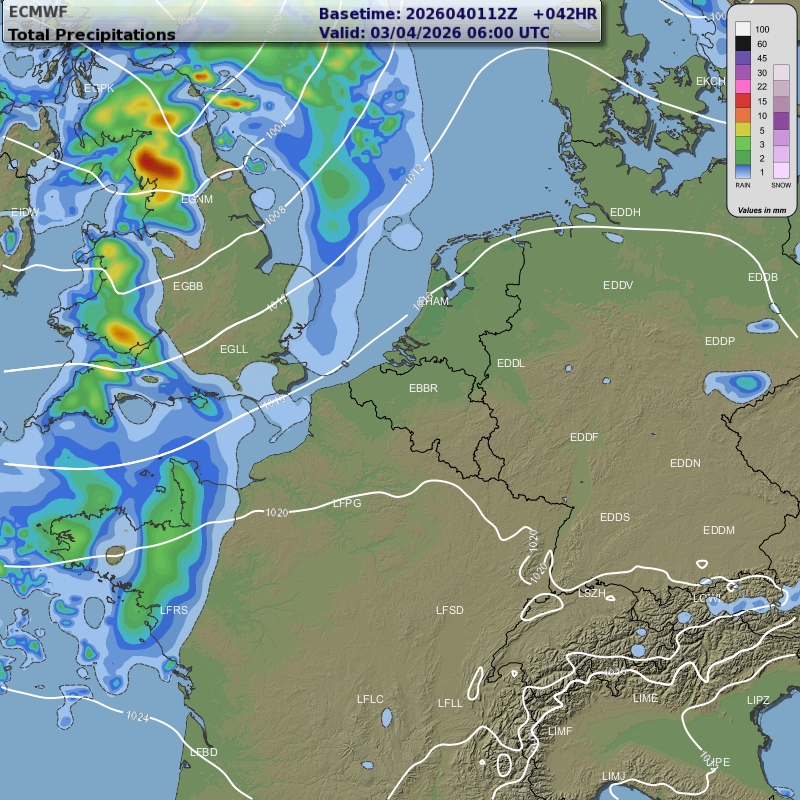 ECMWF
Basetime: 2026040112Z +042HR
Total Precipitations
Valid: 03/04/2026 06:00 UTC
100
60
45
30
22
15
10
5
3
2
1
RAIN
SNOW
Values in mm
EGPK
EKCH
1004
1012
EIDW
EGNM
1008
EDDH
EGBB
EDDV
EDDB
1012
EHAM
EGLL
EDDP
EDDL
EBBR
EDDF
EDDN
LFPG
1020
EDDS
EDDM
1020
1020
LSZH
LFRS
LFSD
LFLC
LFLL
LIME
LIPZ
1024
LIMF
LFBD
LIPE
LIMJ